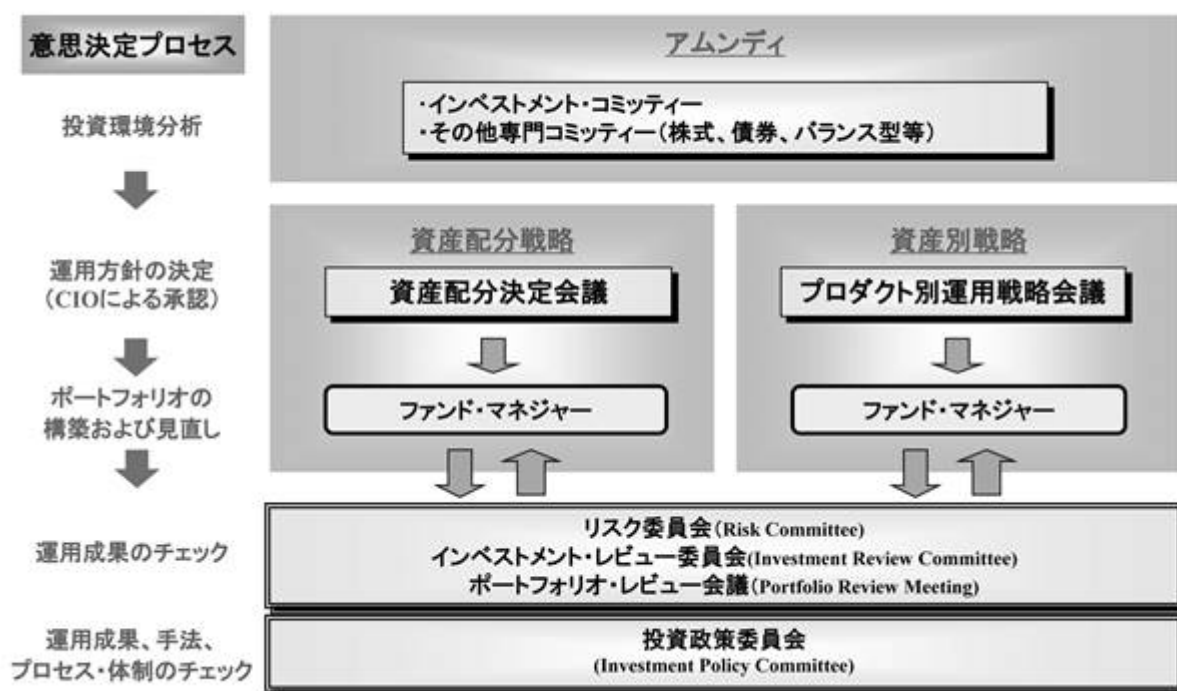 意思決定プロセス
アムンディ
投資環境分析
・インベストメント・コミッティー
・その他専門コミッティー（株式、債券、バランス型等）
運用方針の決定
（CIOによる承認）
資産配分戦略
資産配分決定会議
資産別戦略
プロダクト別運用戦略会議
ポートフォリオの
構築および見直し
ファンド・マネジャー
ファンド・マネジャー
運用成果のチェック
リスク委員会（Risk Committee）
インベストメント・レビュー委員会(Investment Review Committee)
ポートフォリオ・レビュー会議（Portfolio Review Meeting)
運用成果、手法、
プロセス・体制のチェック
投資政策委員会
(Investment Policy Committee)